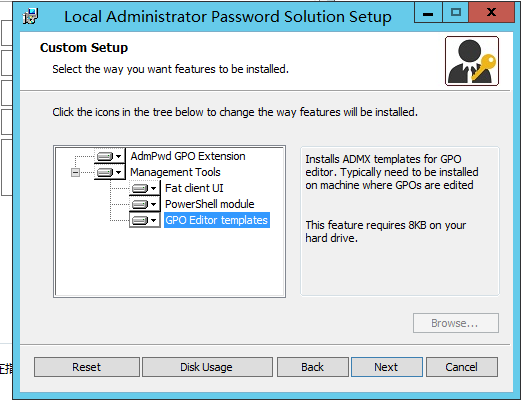 Local Administrator Password Solution Setup
Custom Setup
Select the way you want features to be installed.
Click the icons in the tree below to change the way features will be installed.
AdmPwd GPO Extension
Management Tools
Fat client UI
PowerShell module
GPO Editor templates
Installs ADMX templates for GPO
editor. Typically need to be installed
on machine where GPOs are edited
This feature requires 8KB on your
hard drive.
Browse...
Reset
Disk Usage
Back
Next
Cancel